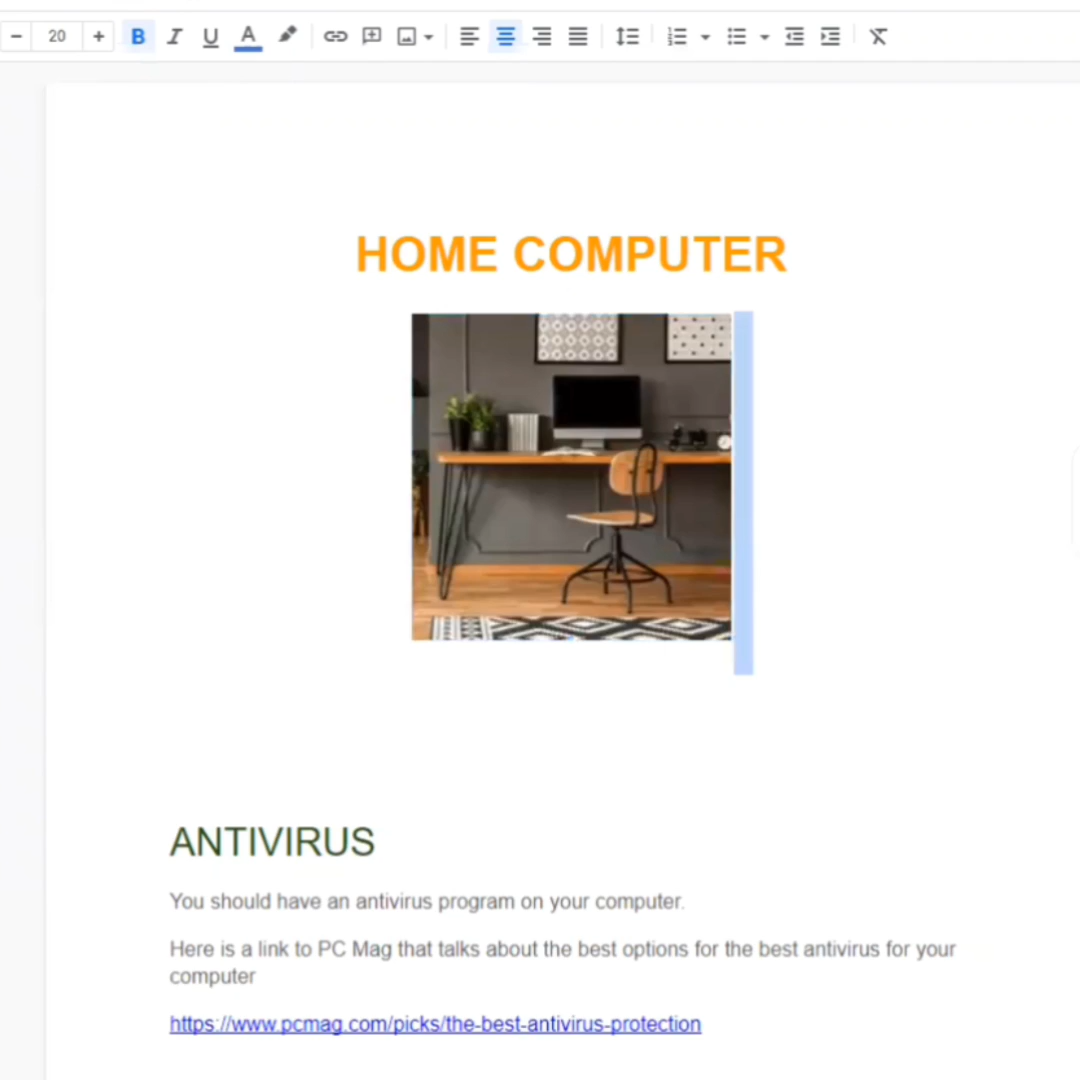 20
B I U A
HOME COMPUTER
ANTIVIRUS
You should have an antivirus program on your computer.
Here is a link to PC Mag that talks about the best options for the best antivirus for your
computer
https://www.pcmag.com/picks/the-best-antivirus-protection